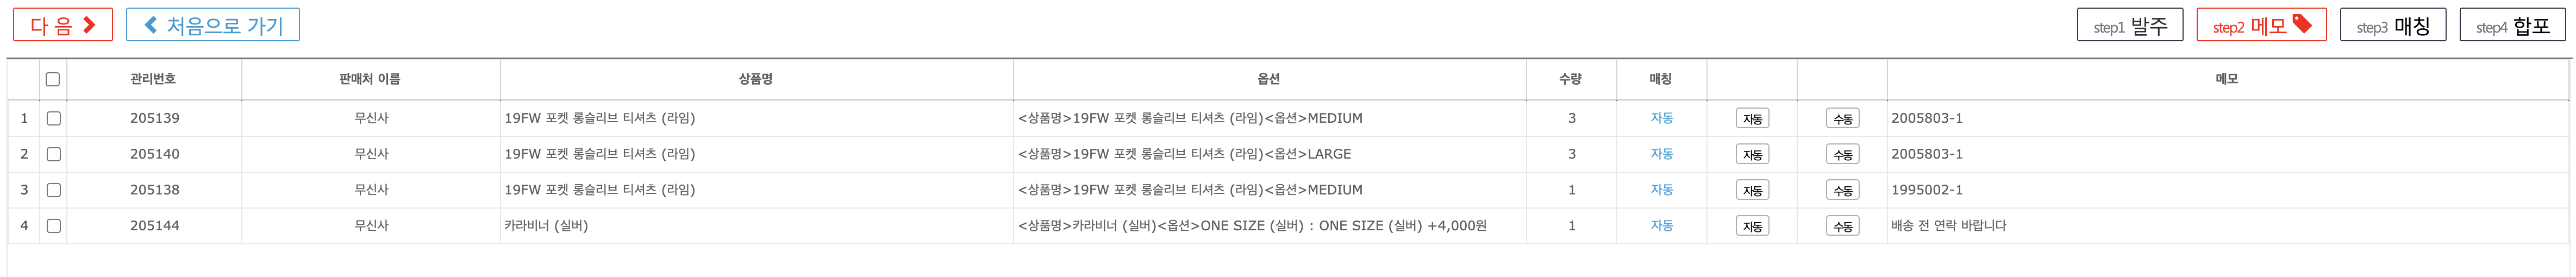 다 음 처음으로 가기 step1 발주 step2 메모 step3 매칭 step4 합포
관리번호 판매처 이름 상품명 옵션 수량 매칭 메모
1 205139 무신사 19FW 포켓 롱슬리브 티셔츠 (라임) <상품명>19FW 포켓 롱슬리브 티셔츠 (라임)<옵션>MEDIUM 3 자동 자동 수동 2005803-1
2 205140 무신사 19FW 포켓 롱슬리브 티셔츠 (라임) <상품명>19FW 포켓 롱슬리브 티셔츠 (라임)<옵션>LARGE 3 자동 자동 수동 2005803-1
3 205138 무신사 19FW 포켓 롱슬리브 티셔츠 (라임) <상품명>19FW 포켓 롱슬리브 티셔츠 (라임)<옵션>MEDIUM 1 자동 자동 수동 1995002-1
4 205144 무신사 카라비너 (실버) <상품명>카라비너 (실버)<옵션>ONE SIZE (실버) : ONE SIZE (실버) +4,000원 1 자동 자동 수동 배송 전 연락 바랍니다